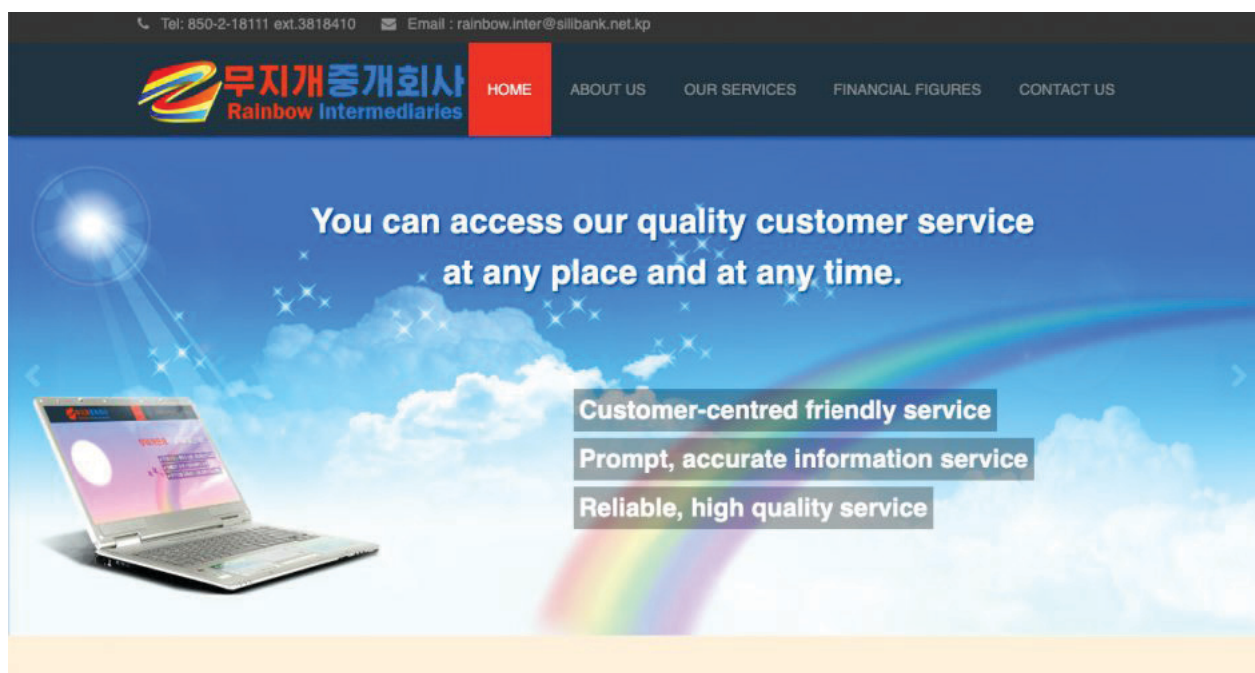 Tel: 850-2-18111 ext.3818410 Email : rainbow.inter@silibank.net.kp
무지개중개회사
Rainbow Intermediaries
HOME ABOUT US OUR SERVICES FINANCIAL FIGURES CONTACT US
You can access our quality customer service
at any place and at any time.
Customer-centred friendly service
Prompt, accurate information service
Reliable, high quality service